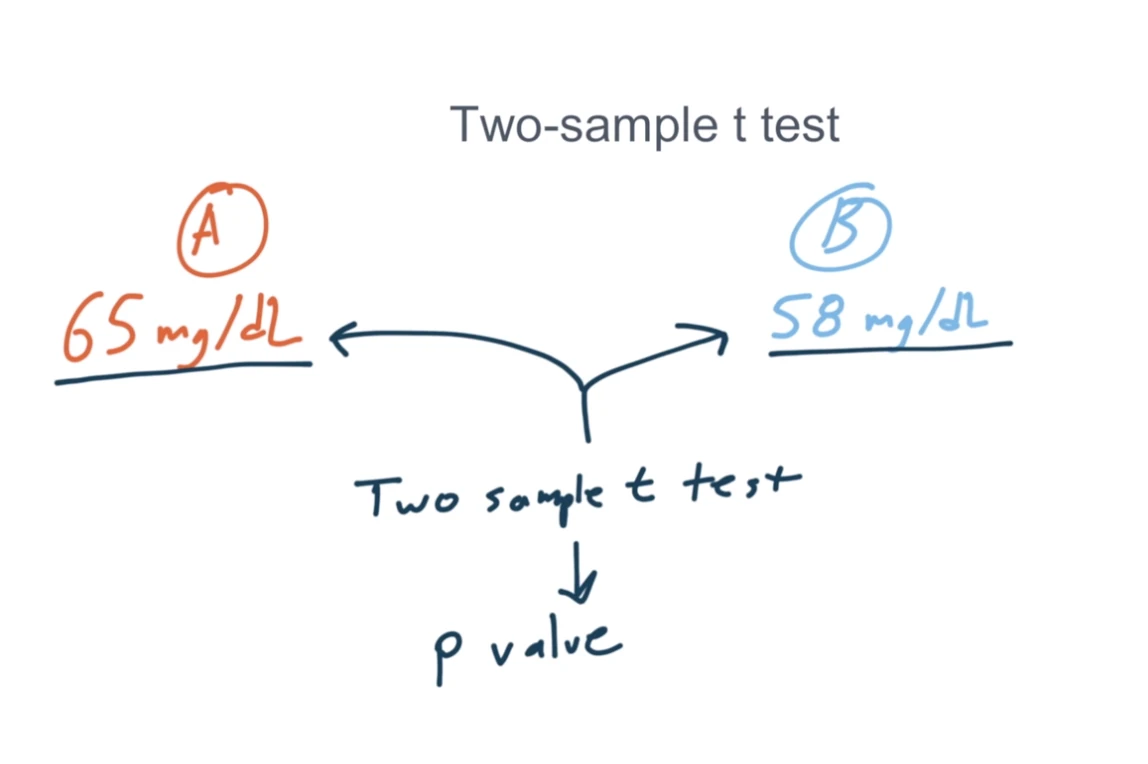 Two-sample t test
A
B
65 mg/dL
58 mg/dL
Two sample t test
p value